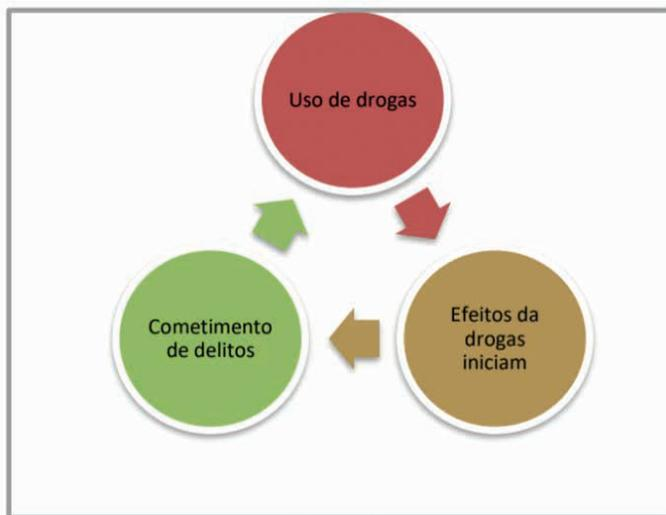 Uso de drogas
Efeitos da
drogas
iniciam
Cometimento
de delitos